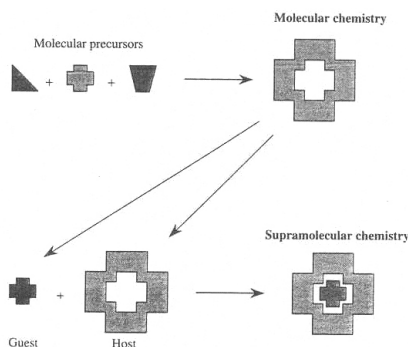 Molecular chemistry
Molecular precursors
+ +
Supramolecular chemistry
+
Guest Host